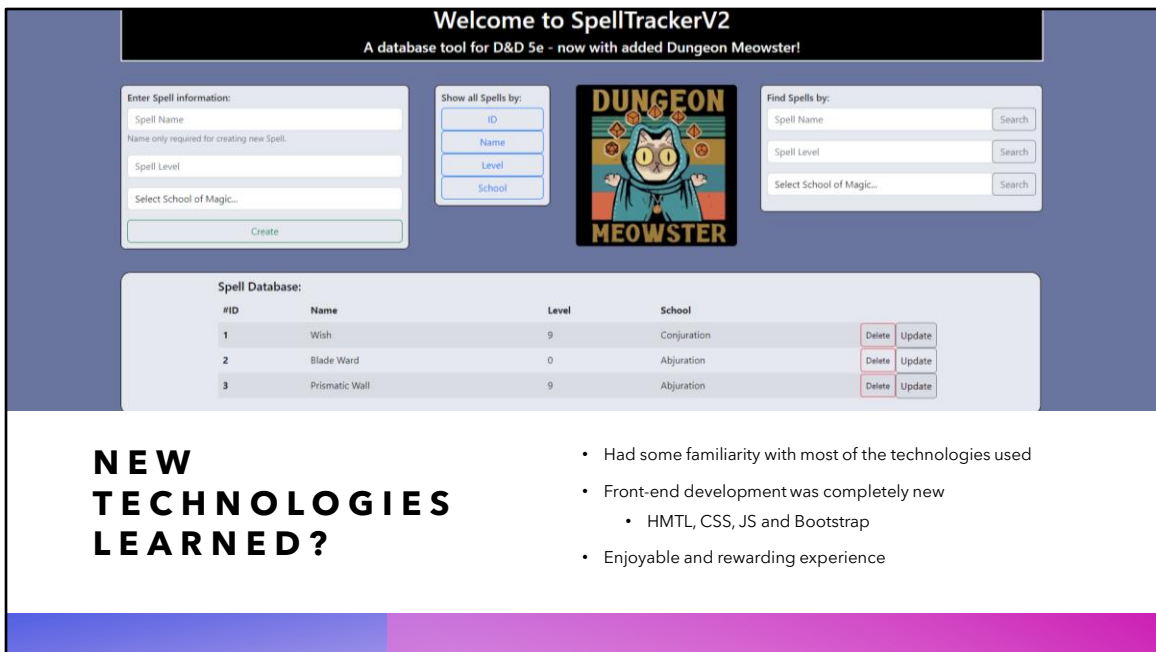 Welcome to SpellTrackerV2
A database tool for D&D 5e - now with added Dungeon Meowster!
Enter Spell information:
Spell Name
Name only required for creating new Spell.
Spell Level
Select School of Magic...
Create
Show all Spells by:
ID
Name
Level
School
DUNGEON
MEOWSTER
Find Spells by:
Spell Name Search
Spell Level Search
Select School of Magic... Search
Spell Database:
#ID Name Level School
1 Wish 9 Conjuration Delete Update
2 Blade Ward 0 Abjuration Delete Update
3 Prismatic Wall 9 Abjuration Delete Update
NEW
TECHNOLOGIES
LEARNED?
• Had some familiarity with most of the technologies used
• Front-end development was completely new
• HMTL, CSS, JS and Bootstrap
• Enjoyable and rewarding experience